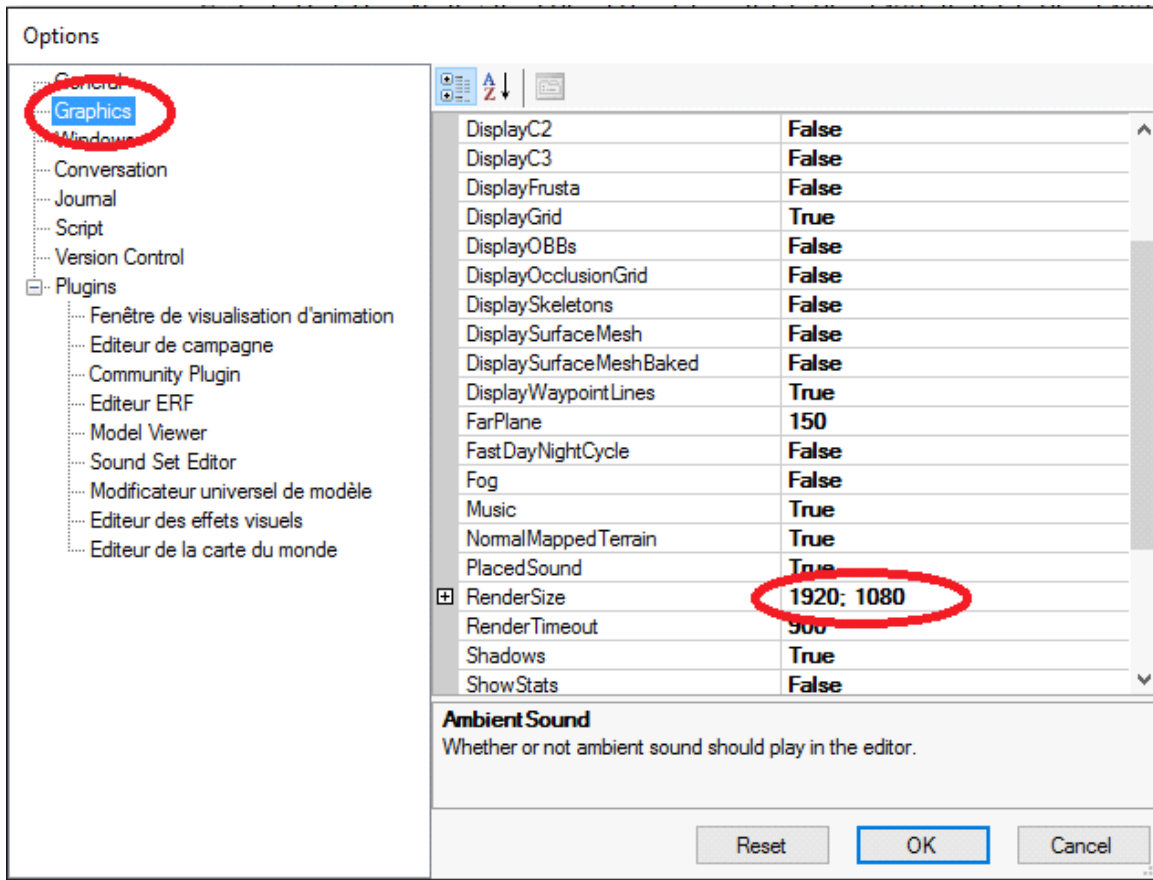 Options
General
Graphics
Windows
Conversation
Journal
Script
Version Control
Plugins
Fenêtre de visualisation d'animation
Editeur de campagne
Community Plugin
Editeur ERF
Model Viewer
Sound Set Editor
Modificateur universel de modèle
Editeur des effets visuels
Editeur de la carte du monde
DisplayC2 False
DisplayC3 False
DisplayFrusta False
DisplayGrid True
DisplayOBBs False
DisplayOcclusionGrid False
DisplaySkeletons False
DisplaySurfaceMesh False
DisplaySurfaceMeshBaked False
DisplayWaypointLines True
FarPlane 150
FastDayNightCycle False
Fog False
Music True
NormalMappedTerrain True
PlacedSound True
RenderSize 1920; 1080
RenderTimeout 900
Shadows True
ShowStats False
AmbientSound
Whether or not ambient sound should play in the editor.
Reset OK Cancel